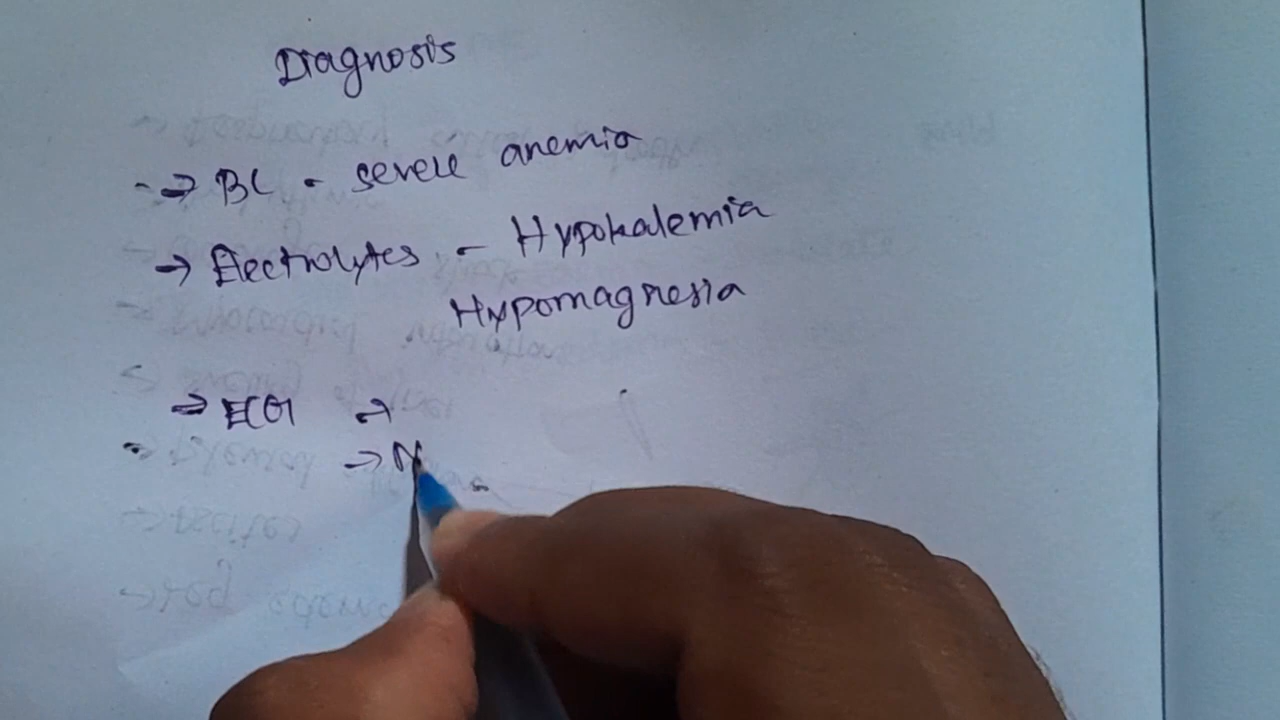 Diagnosis
-→ BC - severe anemia
→ Electrolytes - Hypokalemia
Hypomagnesia
→ ECG →
→ N